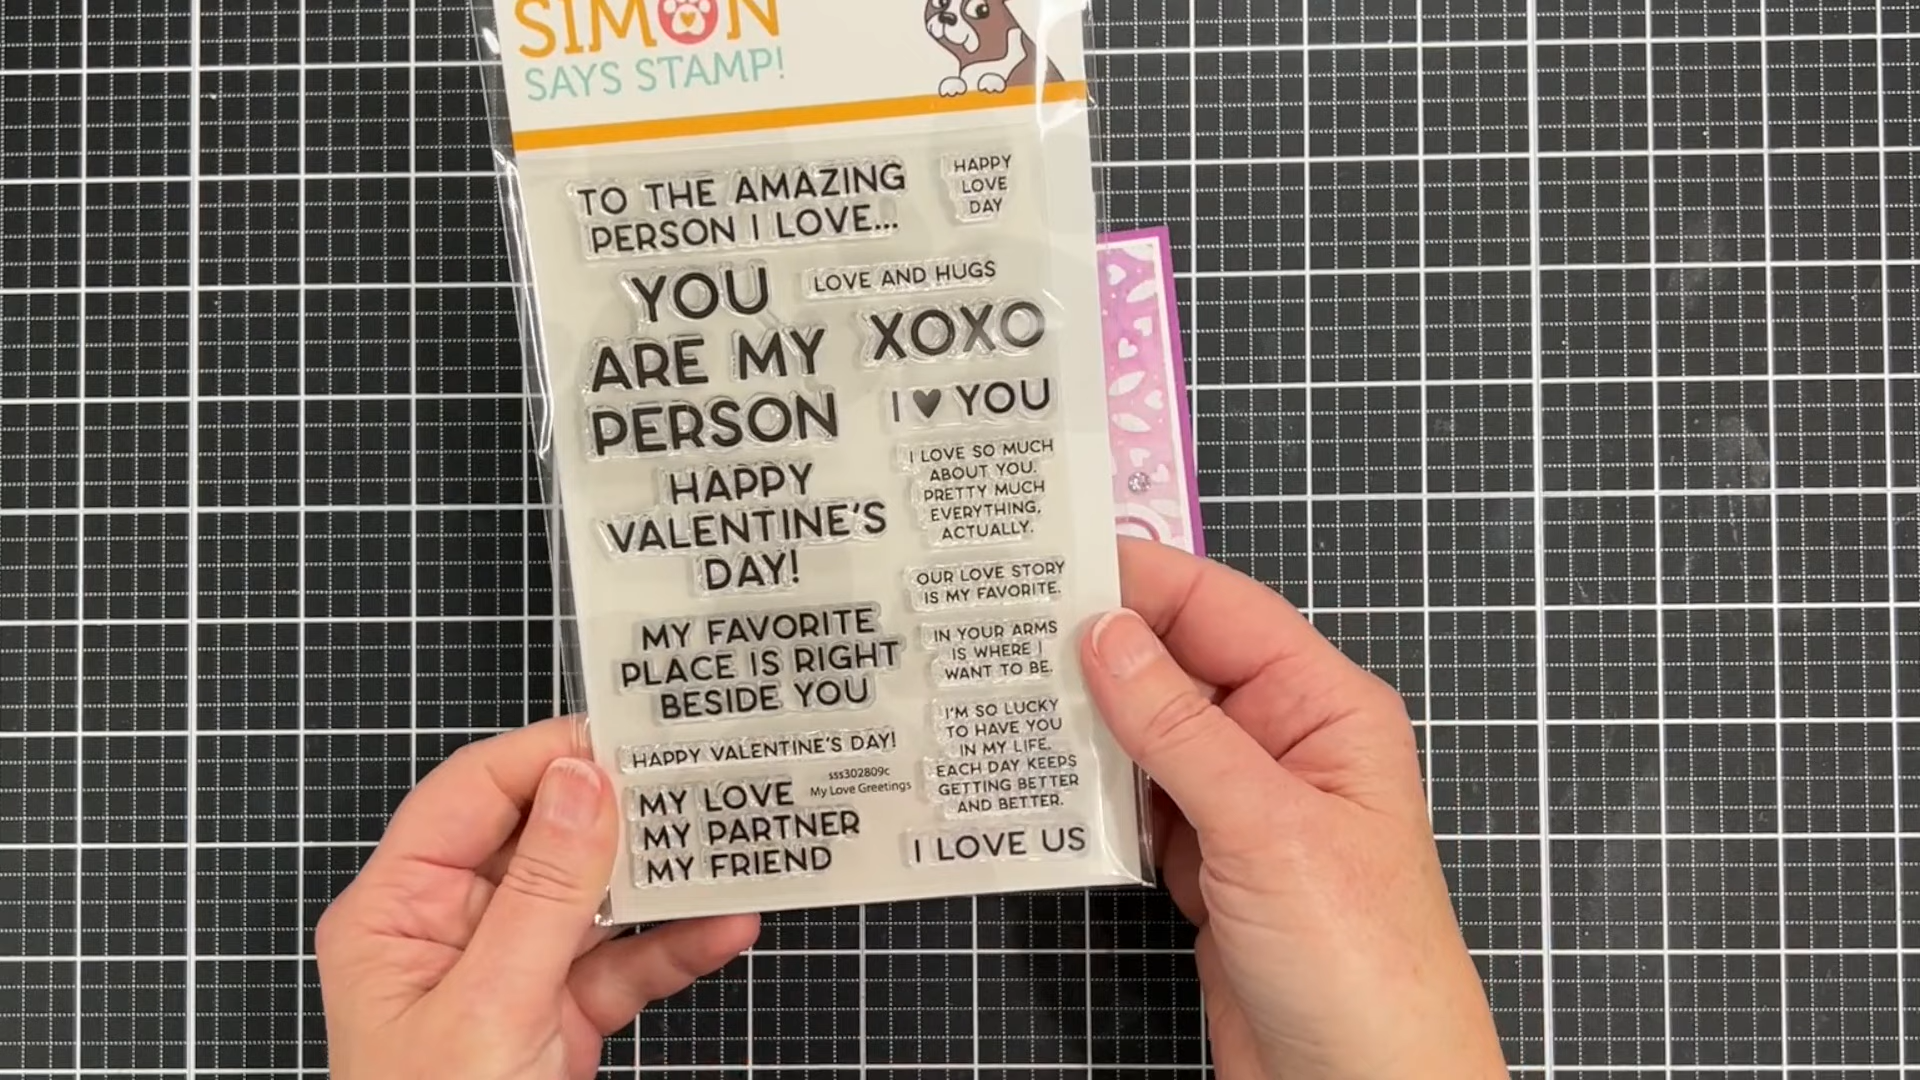 SIMON
SAYS STAMP!
TO THE AMAZING
PERSON I LOVE...
HAPPY
LOVE
DAY
YOU
ARE MY
PERSON
LOVE AND HUGS
XOXO
I ♥ YOU
HAPPY
VALENTINE'S
DAY!
I LOVE SO MUCH
ABOUT YOU.
PRETTY MUCH
EVERYTHING,
ACTUALLY.
OUR LOVE STORY
IS MY FAVORITE.
MY FAVORITE
PLACE IS RIGHT
BESIDE YOU
IN YOUR ARMS
IS WHERE I
WANT TO BE.
HAPPY VALENTINE'S DAY!
I'M SO LUCKY
TO HAVE YOU
IN MY LIFE.
EACH DAY KEEPS
GETTING BETTER
AND BETTER.
sss302809c
My Love Greetings
MY LOVE
MY PARTNER
MY FRIEND
I LOVE US